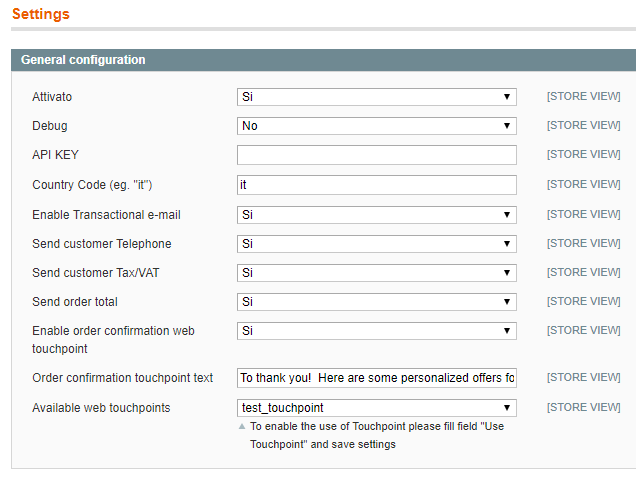 Settings
General configuration
Attivato Si [STORE VIEW]
Debug No [STORE VIEW]
API KEY [STORE VIEW]
Country Code (eg. "it") it [STORE VIEW]
Enable Transactional e-mail Si [STORE VIEW]
Send customer Telephone Si [STORE VIEW]
Send customer Tax/VAT Si [STORE VIEW]
Send order total Si [STORE VIEW]
Enable order confirmation web Si [STORE VIEW]
touchpoint
Order confirmation touchpoint text To thank you!  Here are some personalized offers fo [STORE VIEW]
Available web touchpoints test_touchpoint [STORE VIEW]
To enable the use of Touchpoint please fill field "Use
Touchpoint" and save settings